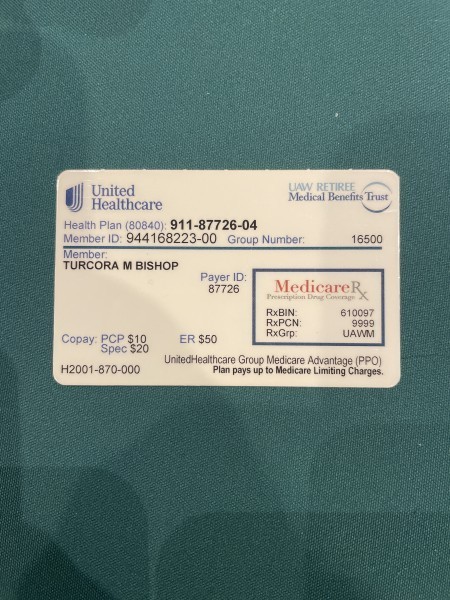 United
Healthcare
UAW RETIREE
Medical Benefits Trust
Health Plan (80840): 911-87726-04
Member ID: 944168223-00 Group Number: 16500
Member:
TURCORA M BISHOP
Payer ID:
87726
MedicareRx
Prescription Drug Coverage
RxBIN: 610097
RxPCN: 9999
RxGrp: UAWM
Copay: PCP $10 ER $50
Spec $20
UnitedHealthcare Group Medicare Advantage (PPO)
H2001-870-000 Plan pays up to Medicare Limiting Charges.